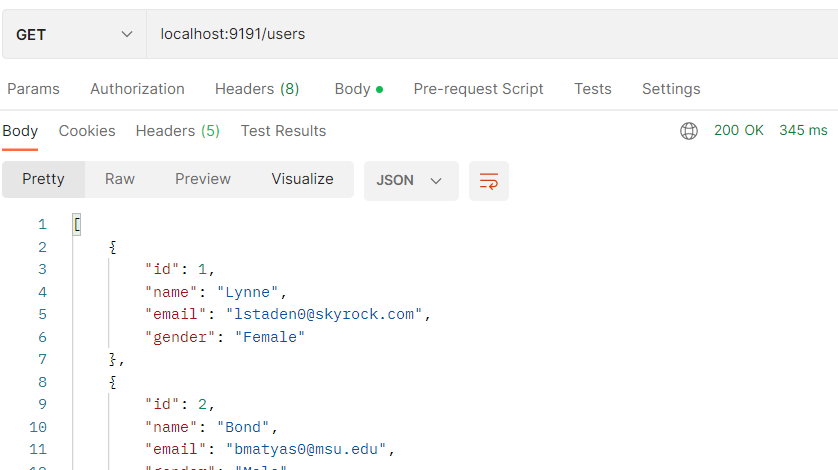 GET localhost:9191/users
Params Authorization Headers (8) Body Pre-request Script Tests Settings
Body Cookies Headers (5) Test Results 200 OK 345 ms
Pretty Raw Preview Visualize JSON
1 [
2 {
3 "id": 1,
4 "name": "Lynne",
5 "email": "lstaden0@skyrock.com",
6 "gender": "Female"
7 },
8 {
9 "id": 2,
10 "name": "Bond",
11 "email": "bmatyas0@msu.edu",
12 "gender": "Male"